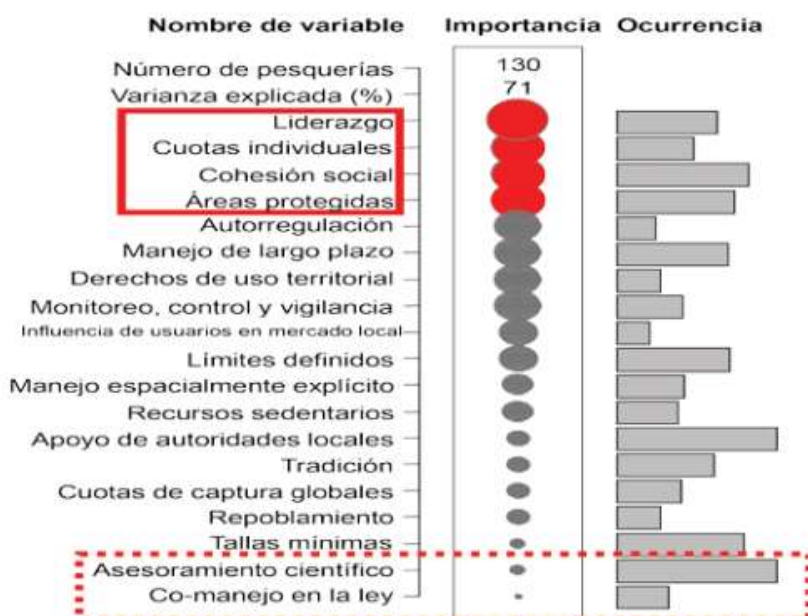 Nombre de variable Importancia Ocurrencia
Número de pesquerías 130
Varianza explicada (%) 71
Liderazgo
Cuotas individuales
Cohesión social
Áreas protegidas
Autorregulación
Manejo de largo plazo
Derechos de uso territorial
Monitoreo, control y vigilancia
Influencia de usuarios en mercado local
Límites definidos
Manejo espacialmente explícito
Recursos sedentarios
Apoyo de autoridades locales
Tradición
Cuotas de captura globales
Repoblamiento
Tallas mínimas
Asesoramiento científico
Co-manejo en la ley